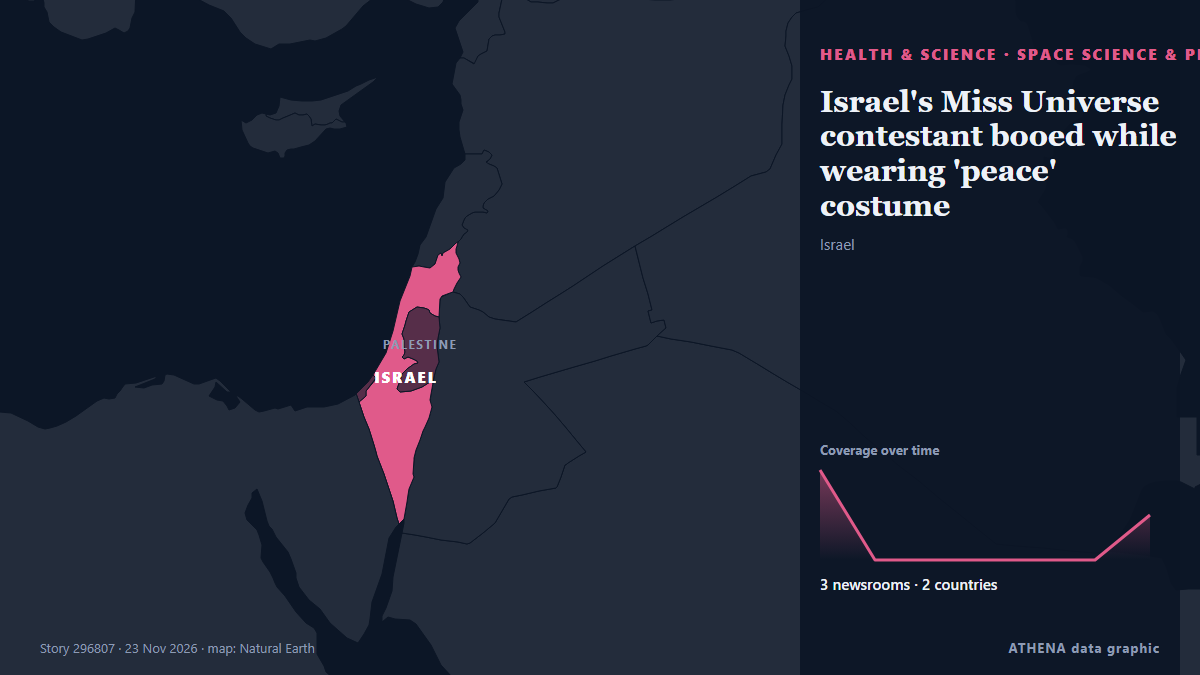 HEALTH & SCIENCE · SPACE SCIENCE &
Israel's Miss Universe
contestant booed while
wearing 'peace'
costume
Israel
PALESTINE
ISRAEL
Coverage over time
3 newsrooms · 2 countries
Story 296807 · 23 Nov 2026 · map: Natural Earth
ATHENA data graphic